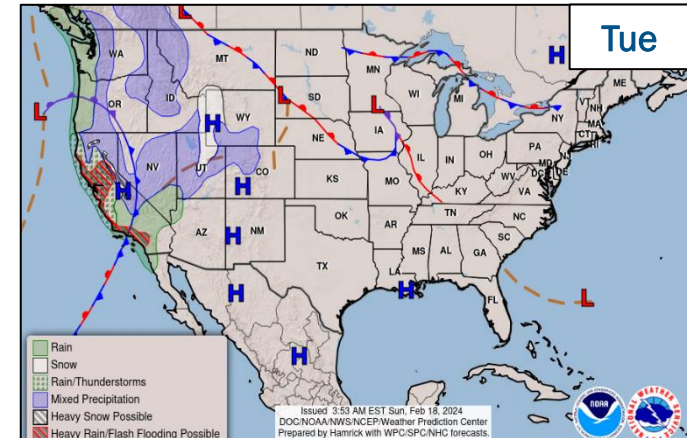 Tue
L
H
WA
MT
ND
MN
ME
OR
ID
SD
WI
MI
VT
NH
L
L
L
WY
NY
MA
H
NE
IA
CT
RI
PA
NV
UT
IL
IN
OH
MD
DC
DE
NJ
H
H
CO
KS
MO
WV
VA
KY
H
AZ
NM
OK
AR
TN
NC
SC
TX
MS
AL
GA
LA
H
H
L
FL
H
Rain
Snow
Rain/Thunderstorms
Mixed Precipitation
Heavy Snow Possible
Heavy Rain/Flash Flooding Possible
Issued 3:53 AM EST Sun, Feb 18, 2024
DOC/NOAA/NWS/NCEP/Weather Prediction Center
Prepared by Hamrick with WPC/SPC/NHC forecasts.
NOAA